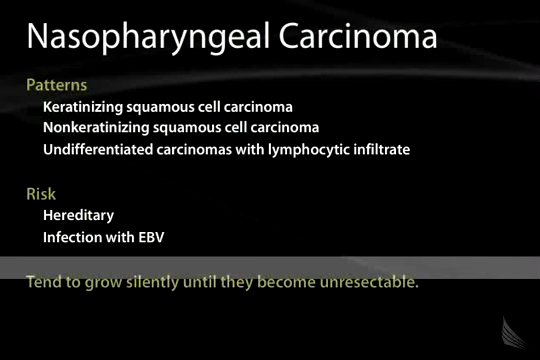 Nasopharyngeal Carcinoma
Patterns
Keratinizing squamous cell carcinoma
Nonkeratinizing squamous cell carcinoma
Undifferentiated carcinomas with lymphocytic infiltrate
Risk
Hereditary
Infection with EBV
Tend to grow silently until they become unresectable.